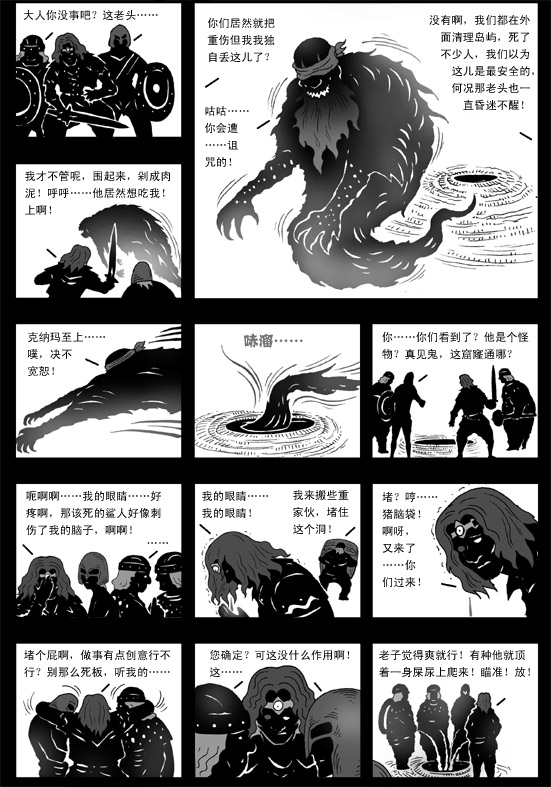 大人你没事吧？这老头……
你们居然就把
重伤但我我独
自丢这儿了？
没有啊，我们都在外
面清理岛屿，死了
不少人，我们以为
这儿是最安全的，
何况那老头也一
直昏迷不醒！
咕咕……
你会遭
……诅
咒的！
我才不管呢，围起来，剁成肉
泥！呼呼……他居然想吃我！
上啊！
克纳玛至上……
嘆，决不
宽恕！
哧溜……
你……你们看到了？他是个怪
物？真见鬼，这窟窿通哪？
呃啊啊……我的眼睛……好
疼啊，那该死的鲨人好像刺
伤了我的脑子，啊啊！
……
我的眼睛……
我的眼睛！
我来搬些重
家伙，堵住
这个洞！
堵？哼……
猪脑袋！
啊呀，
又来了
……你
们过来！
堵个屁啊，做事有点创意行不
行？别那么死板，听我的……
您确定？可这没什么作用啊！
这……
老子觉得爽就行！有种他就顶
着一身屎尿上爬来！瞄准！放！